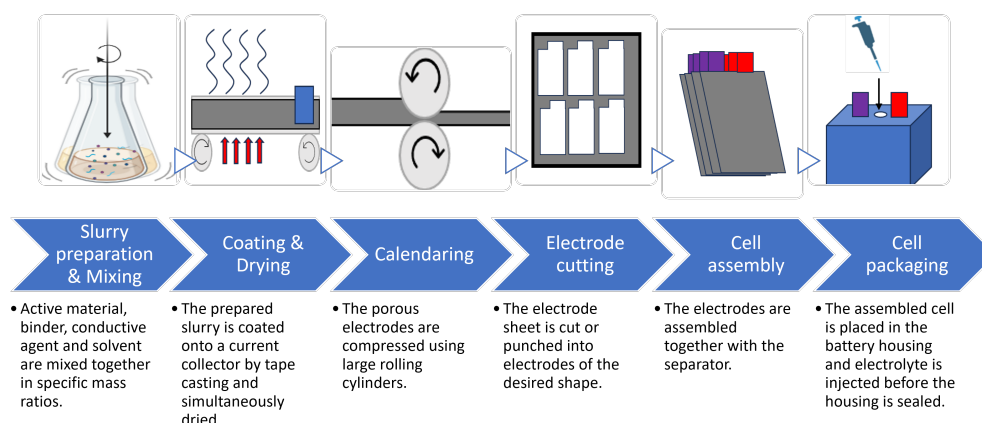 Slurry
preparation
& Mixing
Coating &
Drying
Calendaring
Electrode
cutting
Cell
assembly
Cell
packaging
• Active material,
binder, conductive
agent and solvent
are mixed together
in specific mass
ratios.
• The prepared
slurry is coated
onto a current
collector by tape
casting and
simultaneously
dried
• The porous
electrodes are
compressed using
large rolling
cylinders.
• The electrode
sheet is cut or
punched into
electrodes of the
desired shape.
• The electrodes are
assembled
together with the
separator.
• The assembled cell
is placed in the
battery housing
and electrolyte is
injected before the
housing is sealed.